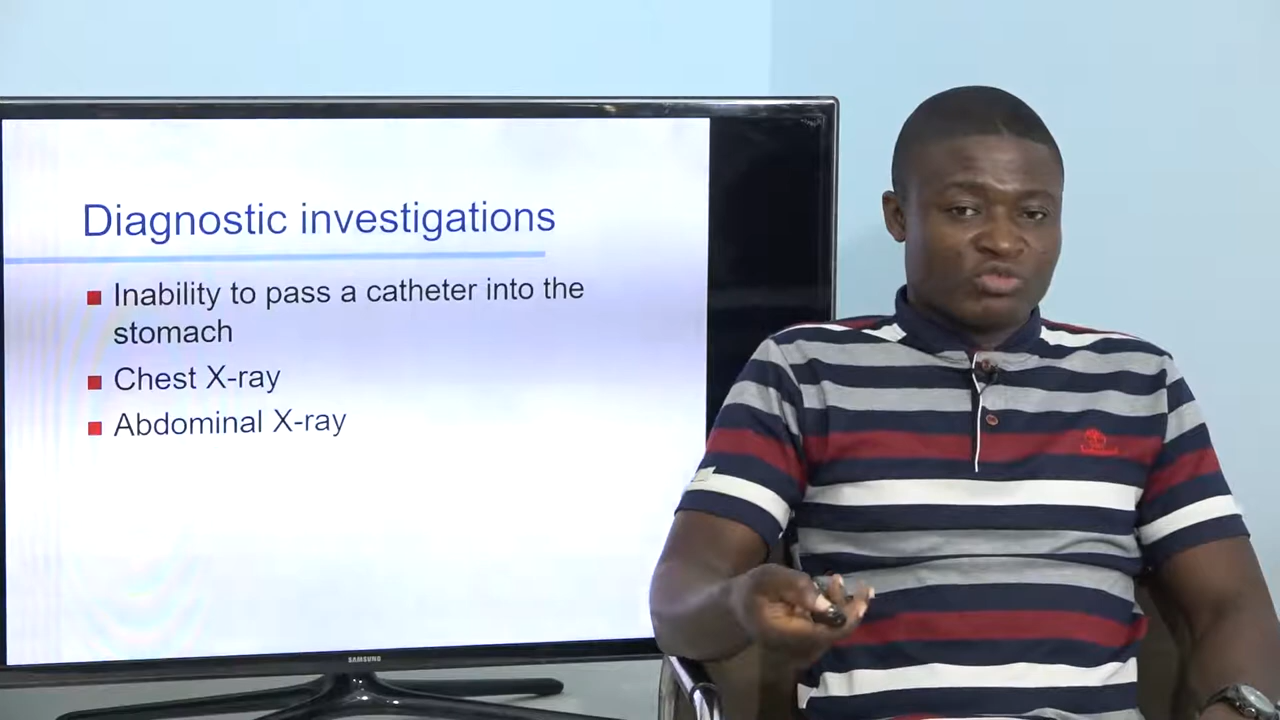 Diagnostic investigations
Inability to pass a catheter into the
stomach
Chest X-ray
Abdominal X-ray
SAMSUNG